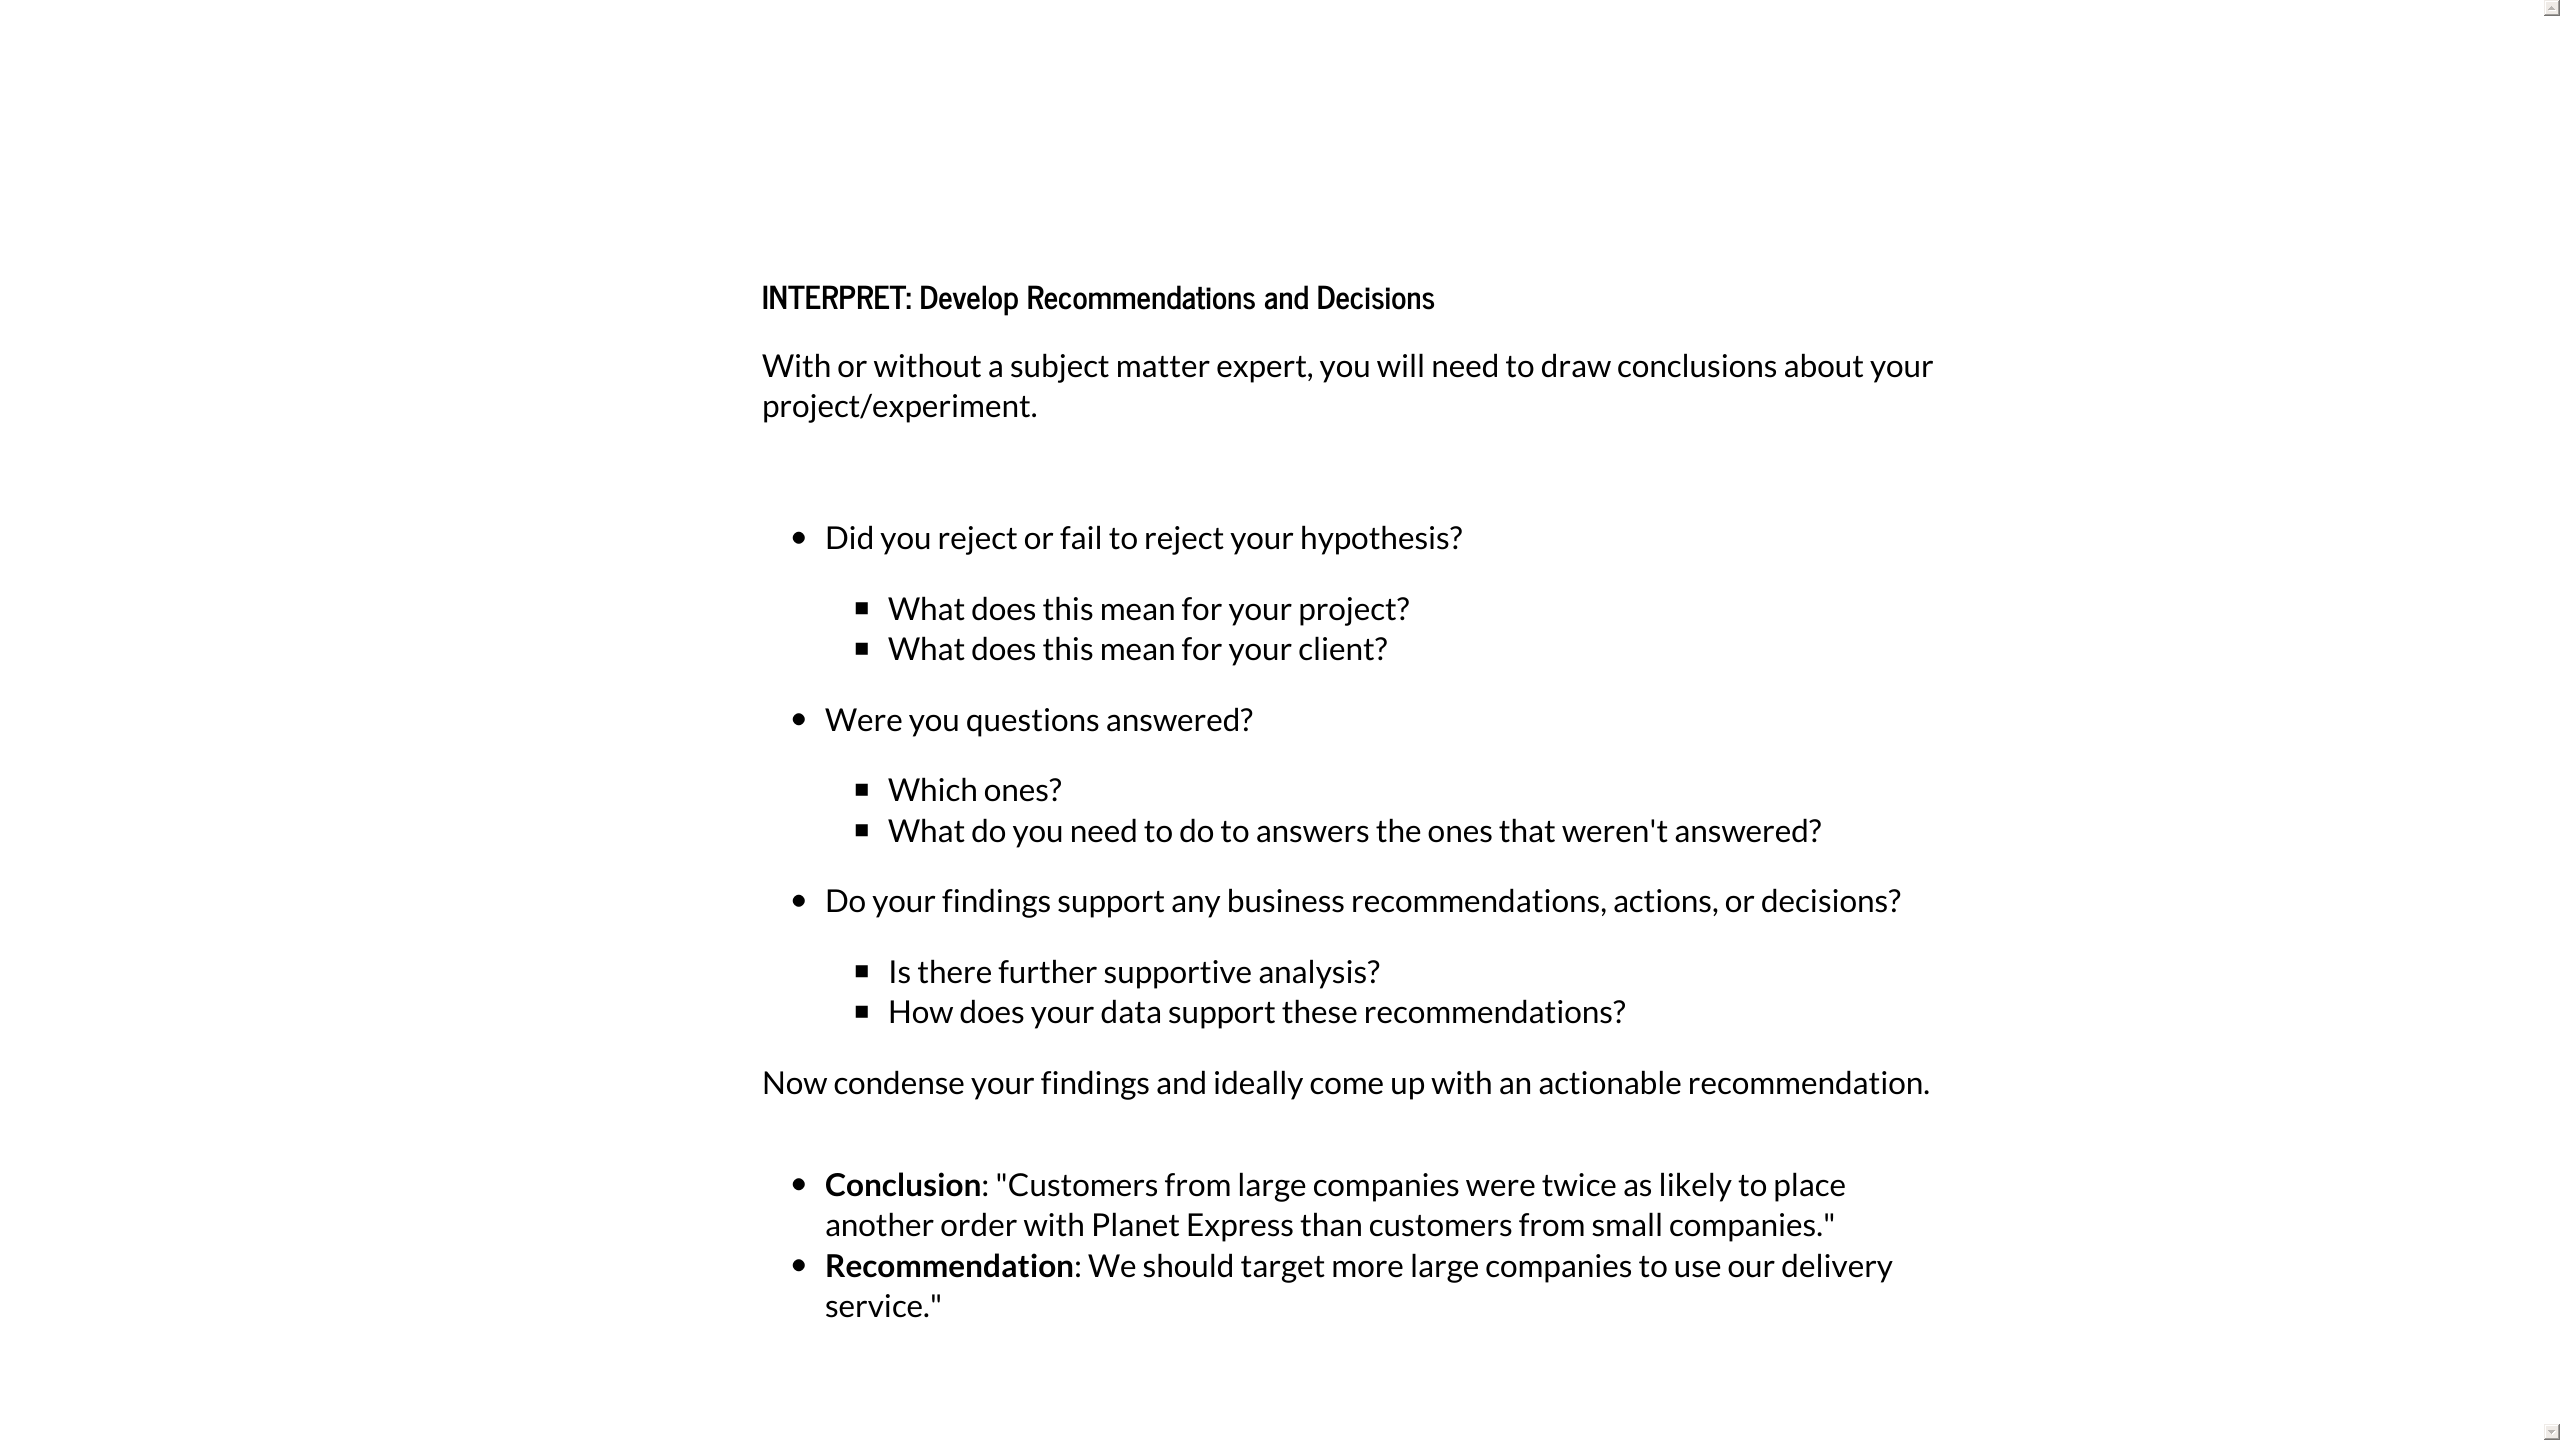 INTERPRET: Develop Recommendations and Decisions
With or without a subject matter expert, you will need to draw conclusions about your
project/experiment.
• Did you reject or fail to reject your hypothesis?
▪ What does this mean for your project?
▪ What does this mean for your client?
• Were you questions answered?
▪ Which ones?
▪ What do you need to do to answers the ones that weren't answered?
• Do your findings support any business recommendations, actions, or decisions?
▪ Is there further supportive analysis?
▪ How does your data support these recommendations?
Now condense your findings and ideally come up with an actionable recommendation.
• Conclusion: "Customers from large companies were twice as likely to place
another order with Planet Express than customers from small companies."
• Recommendation: We should target more large companies to use our delivery
service."